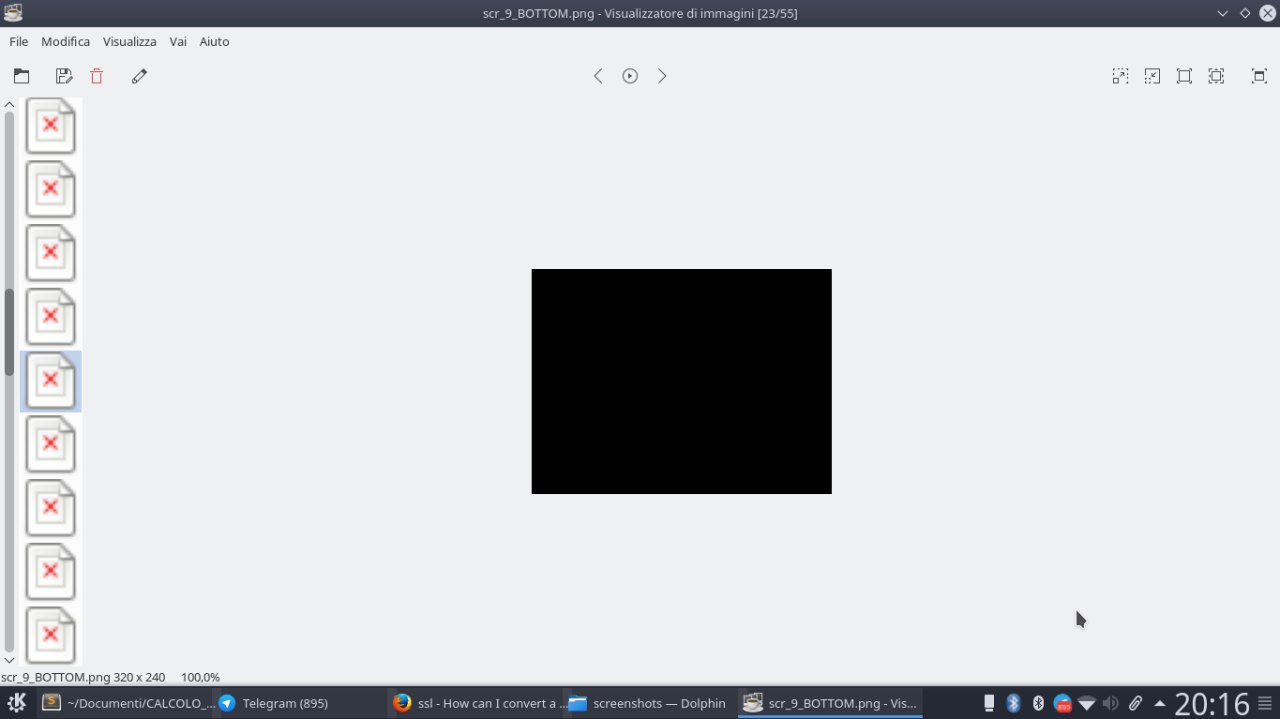 scr_9_BOTTOM.png - Visualizzatore di immagini [23/55]
File Modifica Visualizza Vai Aiuto
scr_9_BOTTOM.png 320 x 240 100,0%
~/Documenti/CALCOLO_... Telegram (895) ssl - How can I convert a ... screenshots — Dolphin scr_9_BOTTOM.png - Vis... 895 20:16